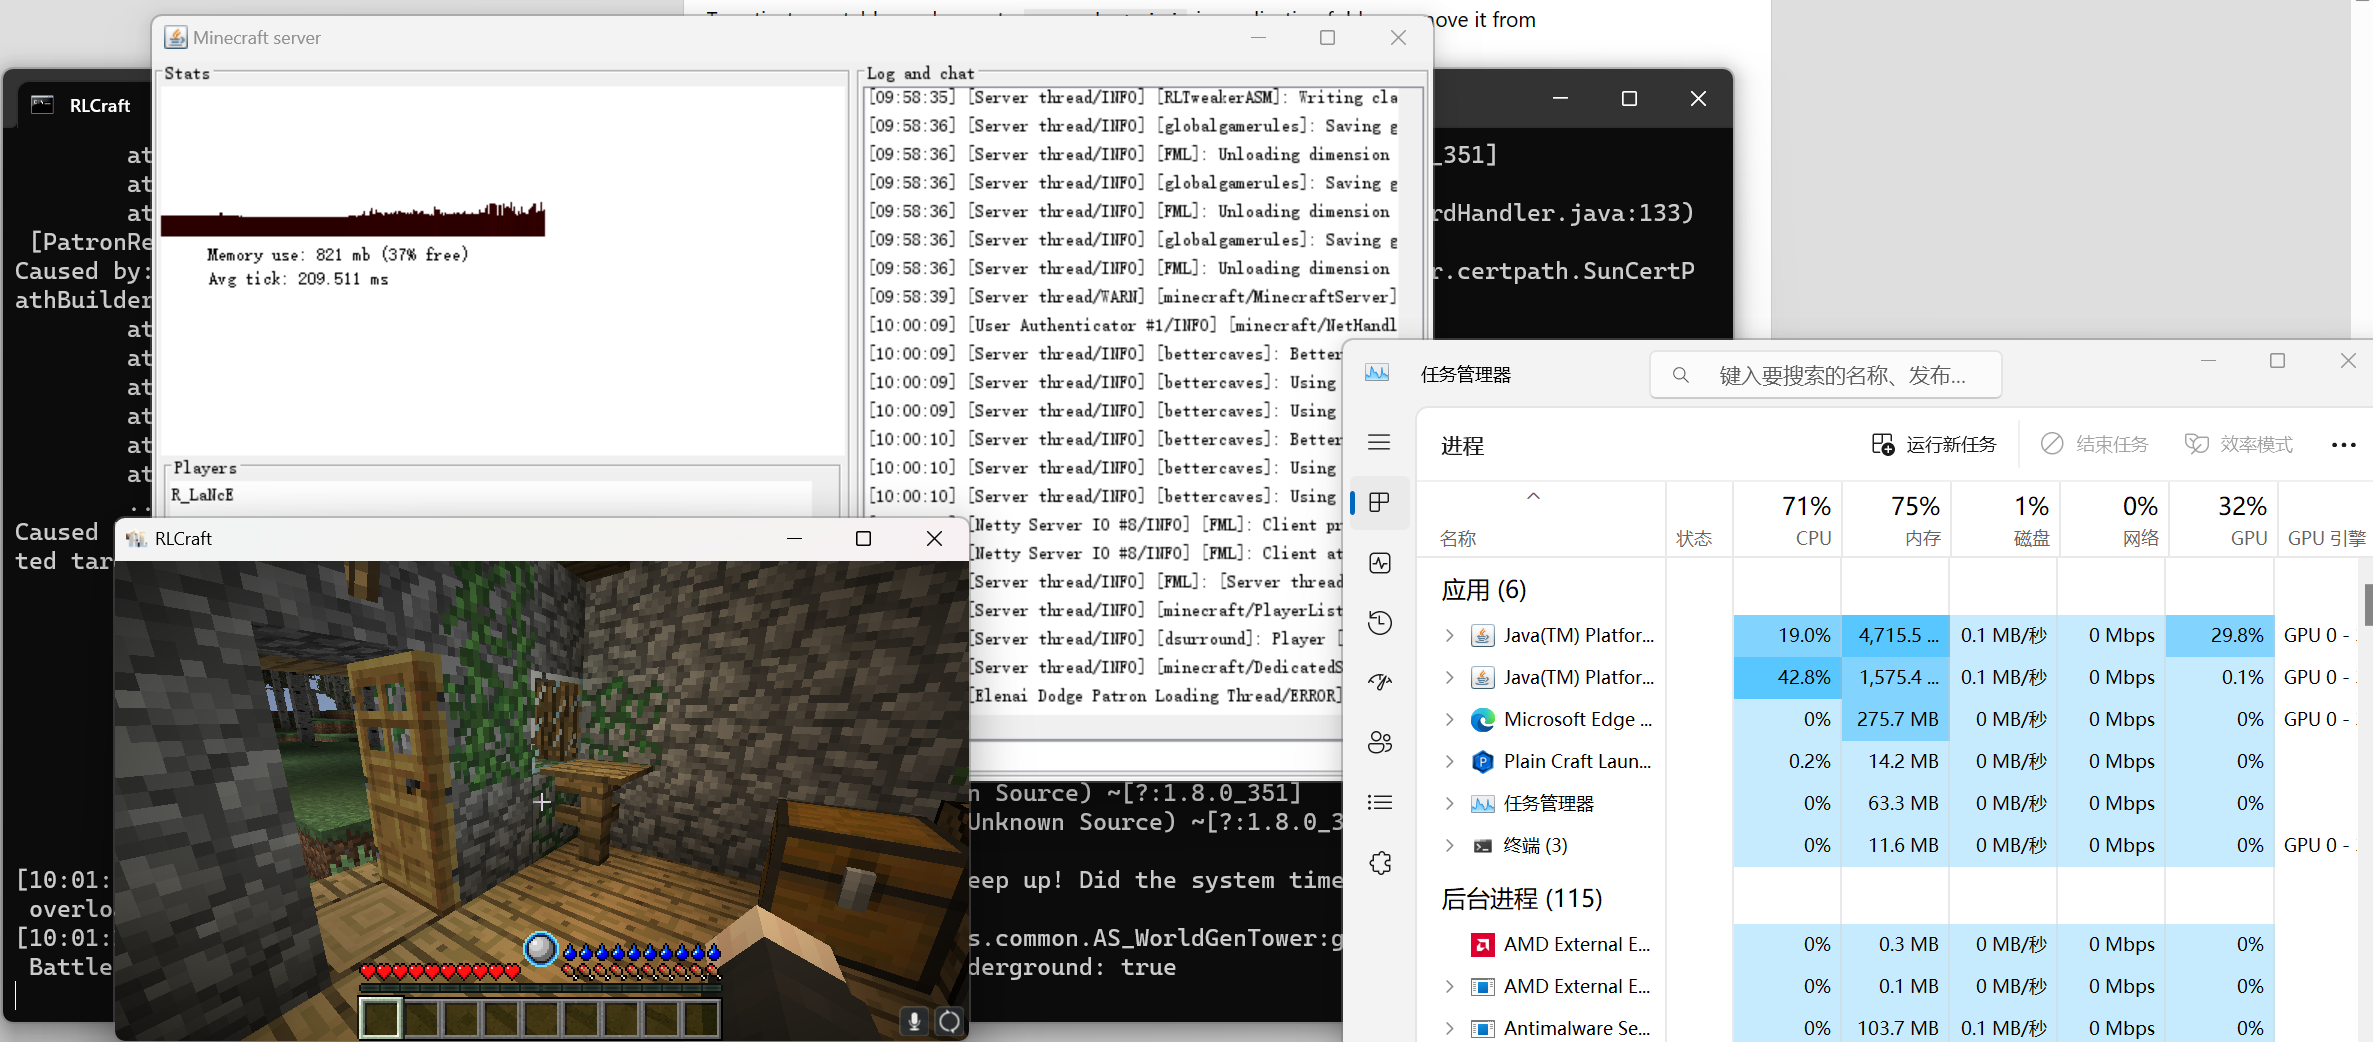 ove it from
Minecraft server
Stats
Memory use: 821 mb (37% free)
Avg tick: 209.511 ms
Players
R_LaNcE
Log and chat
[09:58:35] [Server thread/INFO] [RLTweakerASM]: Writing cla
[09:58:36] [Server thread/INFO] [globalgamerules]: Saving g
[09:58:36] [Server thread/INFO] [FML]: Unloading dimension
[09:58:36] [Server thread/INFO] [globalgamerules]: Saving g
[09:58:36] [Server thread/INFO] [FML]: Unloading dimension
[09:58:36] [Server thread/INFO] [globalgamerules]: Saving g
[09:58:36] [Server thread/INFO] [FML]: Unloading dimension
[09:58:39] [Server thread/WARN] [minecraft/MinecraftServer]
[10:00:09] [User Authenticator #1/INFO] [minecraft/NetHandl
[10:00:09] [Server thread/INFO] [bettercaves]: Better
[10:00:09] [Server thread/INFO] [bettercaves]: Using
[10:00:09] [Server thread/INFO] [bettercaves]: Using
[10:00:10] [Server thread/INFO] [bettercaves]: Better
[10:00:10] [Server thread/INFO] [bettercaves]: Using
[10:00:10] [Server thread/INFO] [bettercaves]: Using
[Netty Server IO #8/INFO] [FML]: Client pr
[Netty Server IO #8/INFO] [FML]: Client at
[Server thread/INFO] [FML]: [Server thread
[Server thread/INFO] [minecraft/PlayerList
[Server thread/INFO] [dsurround]: Player [
[Server thread/INFO] [minecraft/DedicatedS
[Elenai Dodge Patron Loading Thread/ERROR]
RLCraft
at
at
at
[PatronRe
Caused by:
athBuilder
at
at
at
at
at
at
..
Caused
ted tar
[10:01:
overlo
[10:01:
Battle
_351]
rdHandler.java:133)
r.certpath.SunCertP
n Source) ~[?:1.8.0_351]
Unknown Source) ~[?:1.8.0_3
eep up! Did the system time
s.common.AS_WorldGenTower:g
derground: true
RLCraft
任务管理器
键入要搜索的名称、发布...
进程
运行新任务
结束任务
效率模式
71% 75% 1% 0% 32%
名称 状态 CPU 内存 磁盘 网络 GPU GPU 引擎
应用 (6)
Java(TM) Platfor... 19.0% 4,715.5 ... 0.1 MB/秒 0 Mbps 29.8% GPU 0 -
Java(TM) Platfor... 42.8% 1,575.4 ... 0.1 MB/秒 0 Mbps 0.1% GPU 0 -
Microsoft Edge ... 0% 275.7 MB 0 MB/秒 0 Mbps 0% GPU 0 -
Plain Craft Laun... 0.2% 14.2 MB 0 MB/秒 0 Mbps 0%
任务管理器 0% 63.3 MB 0 MB/秒 0 Mbps 0%
终端 (3) 0% 11.6 MB 0 MB/秒 0 Mbps 0% GPU 0 -
后台进程 (115)
AMD External E... 0% 0.3 MB 0 MB/秒 0 Mbps 0%
AMD External E... 0% 0.1 MB 0 MB/秒 0 Mbps 0%
Antimalware Se... 0% 103.7 MB 0.1 MB/秒 0 Mbps 0%